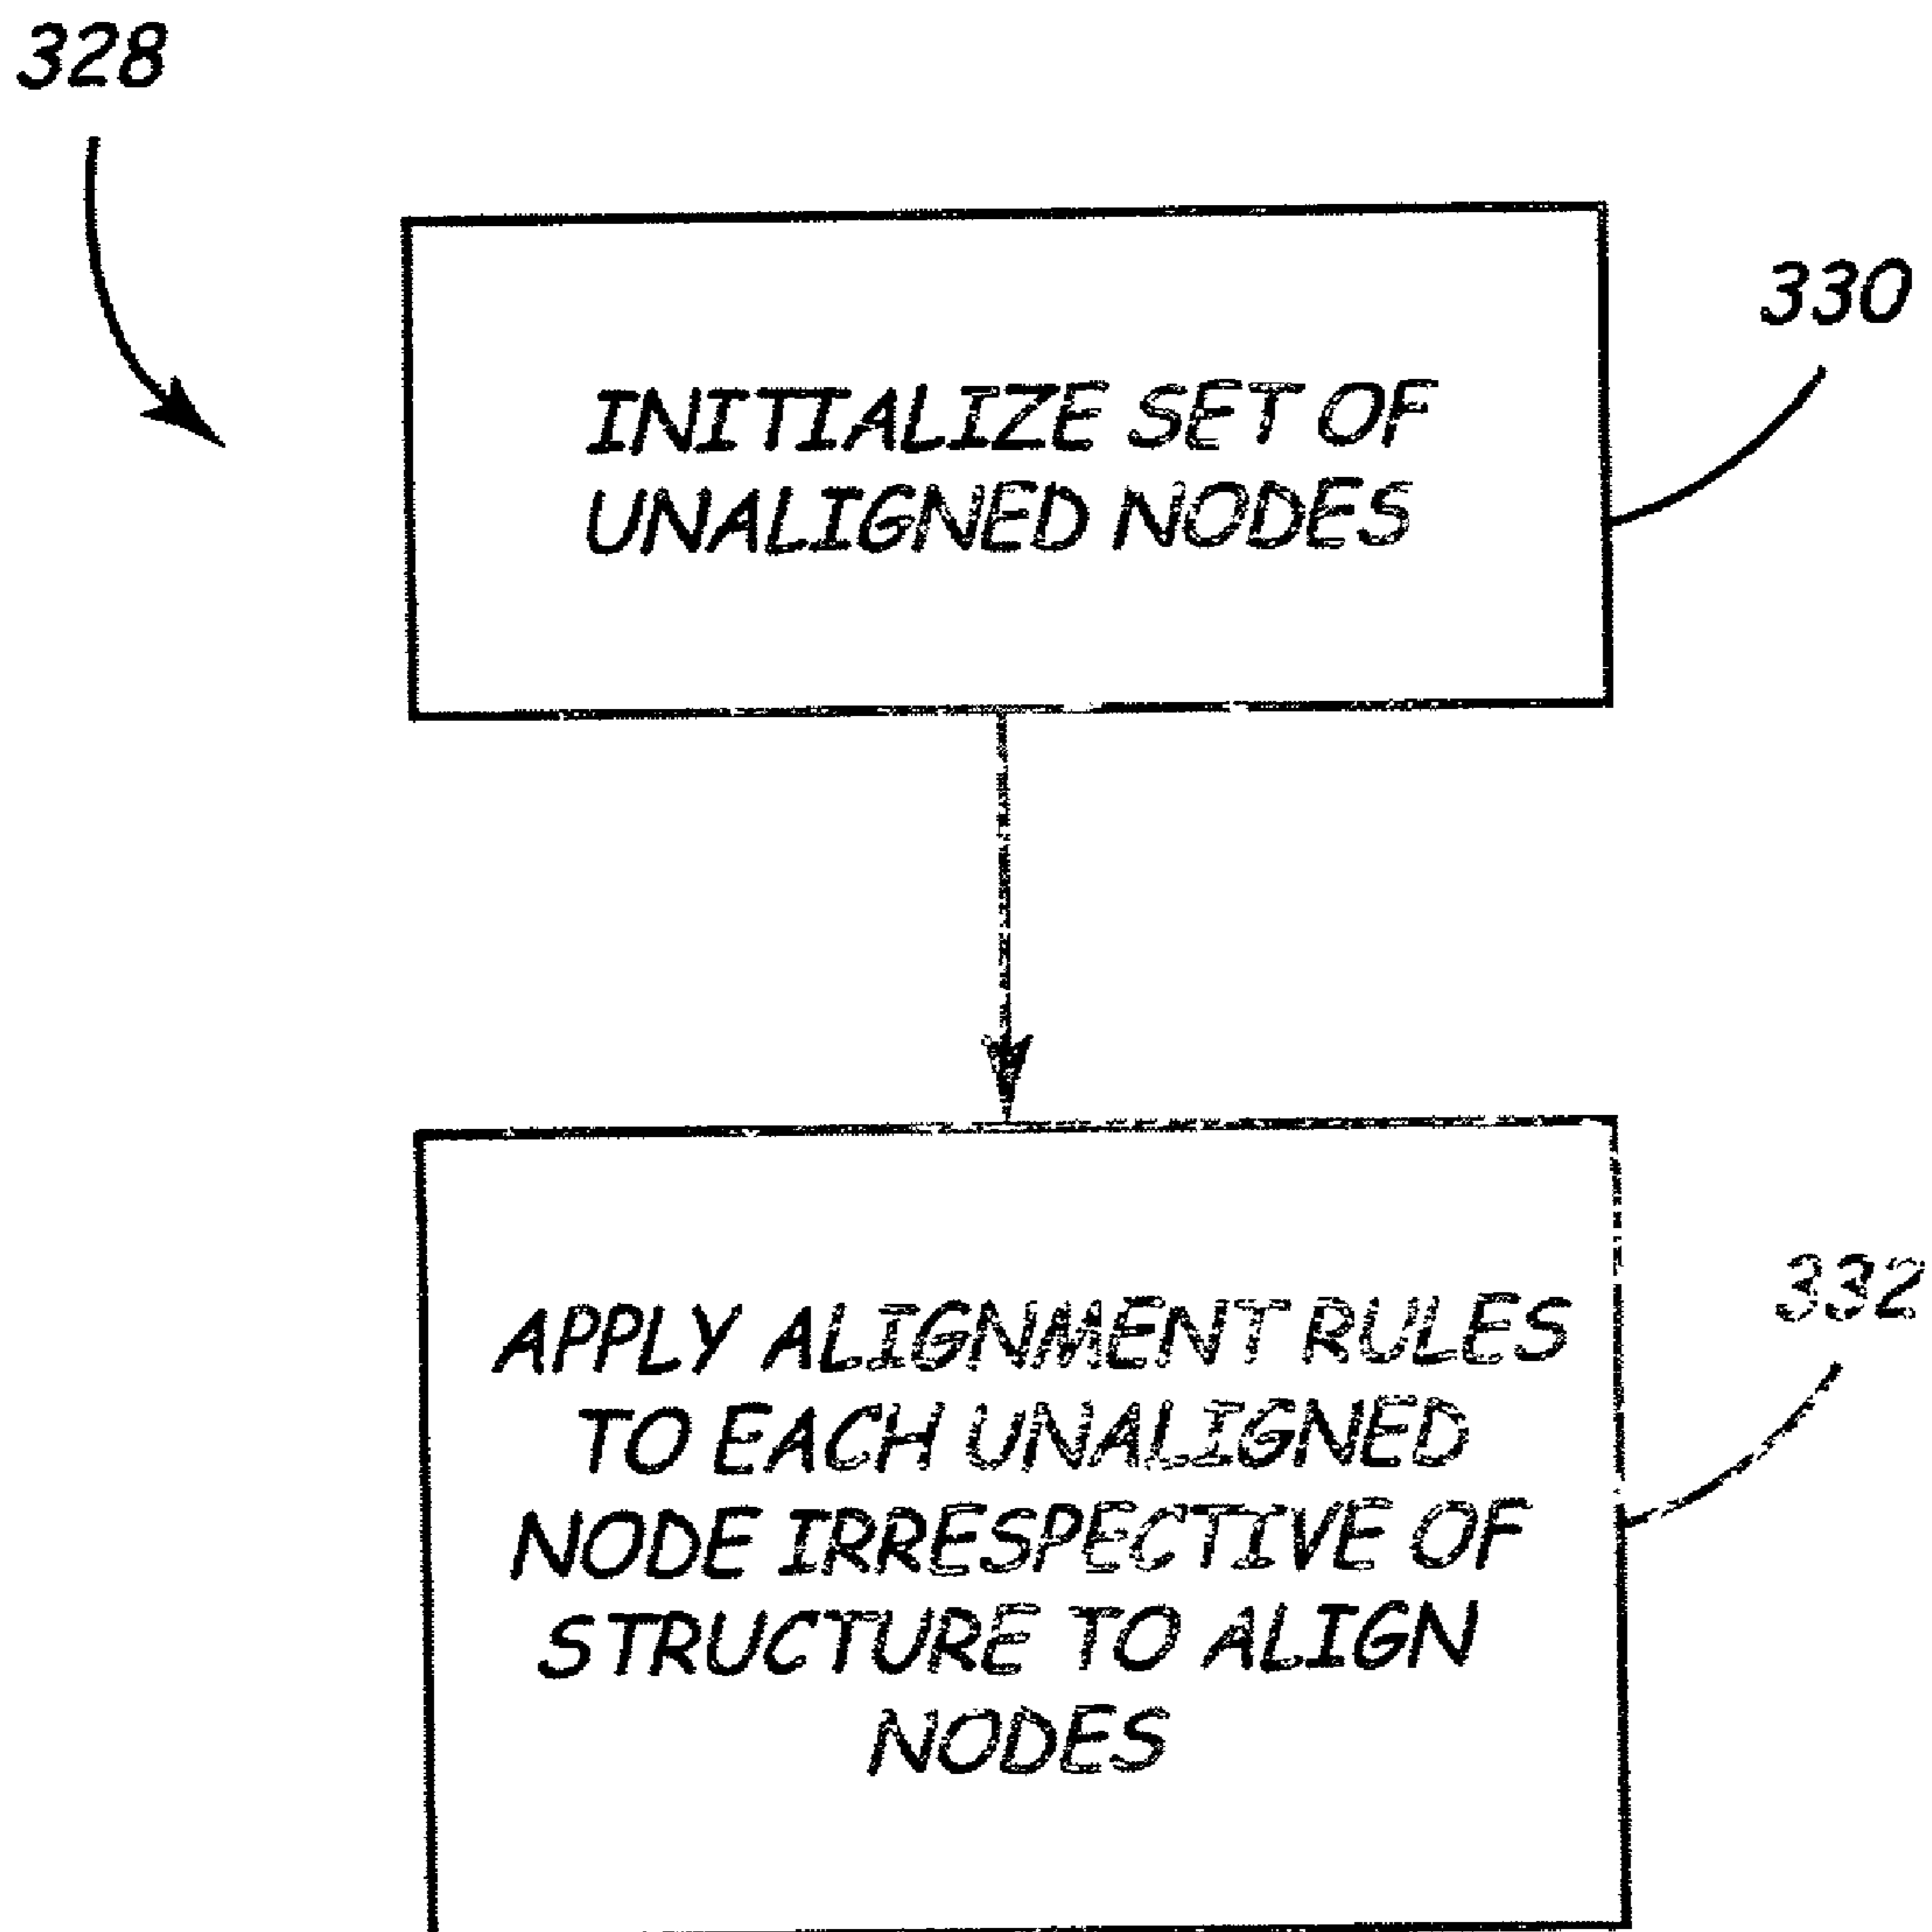 328
330
INITIALIZE SET OF
UNALIGNED NODES
332
APPLY ALIGNMENT RULES
TO EACH UNALIGNED
NODE IRRESPECTIVE OF
STRUCTURE TO ALIGN
NODES